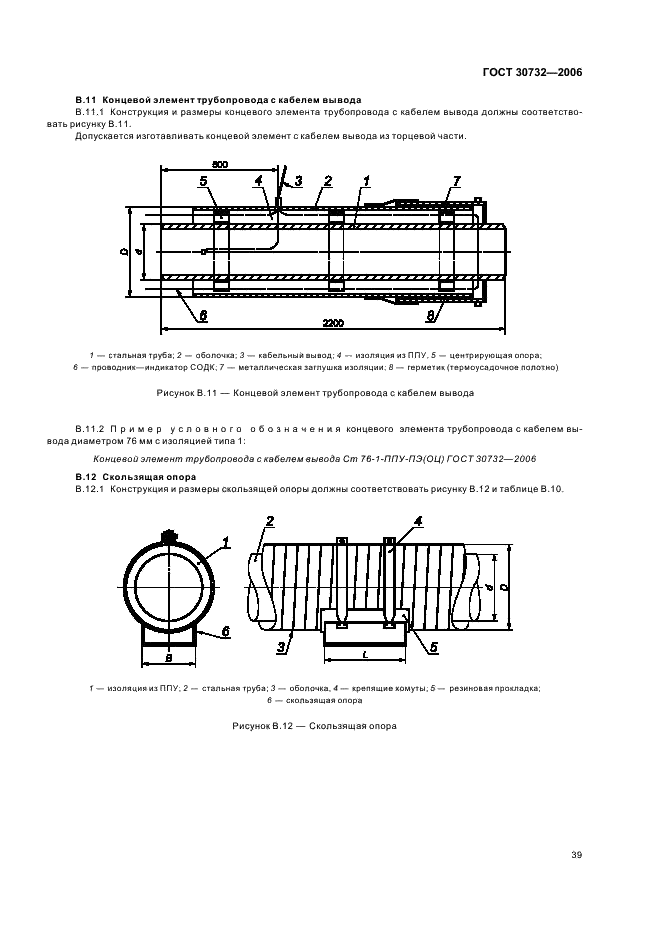 ГОСТ 30732—2006
В.11 Концевой элемент трубопровода с кабелем вывода
В.11.1 Конструкция и размеры концевого элемента трубопровода с кабелем вывода должны соответство-
вать рисунку В.11.
Допускается изготавливать концевой элемент с кабелем вывода из торцевой части.
800
5 4 3 2 1 7
D d
6 8
2200
1 — стальная труба; 2 — оболочка; 3 — кабельный вывод; 4 — изоляция из ППУ, 5 — центрирующая опора;
6 — проводник—индикатор СОДК; 7 — металлическая заглушка изоляции; 8 — герметик (термоусадочное полотно)
Рисунок В.11 — Концевой элемент трубопровода с кабелем вывода
В.11.2 Пример условного обозначения концевого элемента трубопровода с кабелем вы-
вода диаметром 76 мм с изоляцией типа 1:
Концевой элемент трубопровода с кабелем вывода Ст 76-1-ППУ-ПЭ(ОЦ) ГОСТ 30732—2006
В.12 Скользящая опора
В.12.1 Конструкция и размеры скользящей опоры должны соответствовать рисунку В.12 и таблице В.10.
2 4
1
d D
6
3 5
B L
1 — изоляция из ППУ; 2 — стальная труба; 3 — оболочка, 4 — крепящие хомуты; 5 — резиновая прокладка;
6 — скользящая опора
Рисунок В.12 — Скользящая опора
39